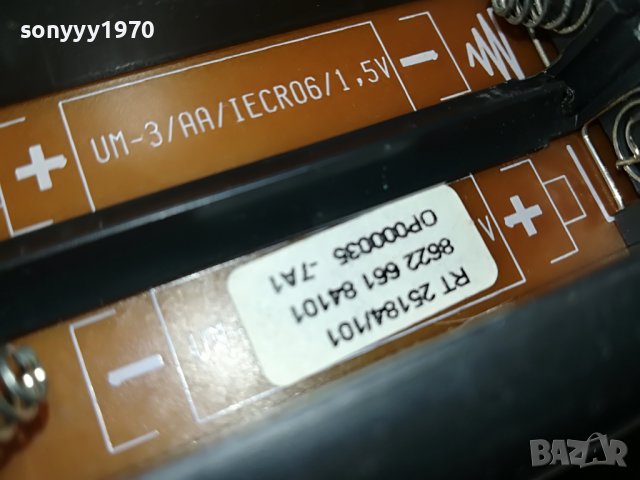 sonyyy1970
UM-3/AA/IECR06/1,5V
+
−
RT 25184/101
8622 661 84101
OP000035 -7A1
V
+
−
BAZAR